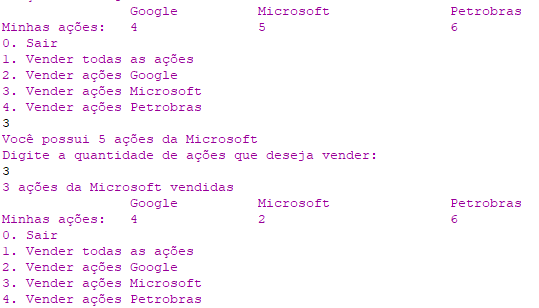 Google Microsoft Petrobras
Minhas ações: 4 5 6
0. Sair
1. Vender todas as ações
2. Vender ações Google
3. Vender ações Microsoft
4. Vender ações Petrobras
3
Você possui 5 ações da Microsoft
Digite a quantidade de ações que deseja vender:
3
3 ações da Microsoft vendidas
Google Microsoft Petrobras
Minhas ações: 4 2 6
0. Sair
1. Vender todas as ações
2. Vender ações Google
3. Vender ações Microsoft
4. Vender ações Petrobras